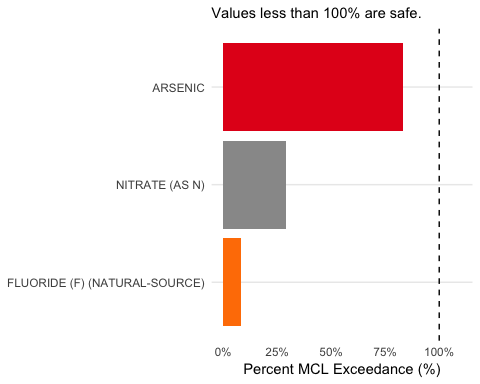 Values less than 100% are safe.
ARSENIC
NITRATE (AS N)
FLUORIDE (F) (NATURAL-SOURCE)
0% 25% 50% 75% 100%
Percent MCL Exceedance (%)